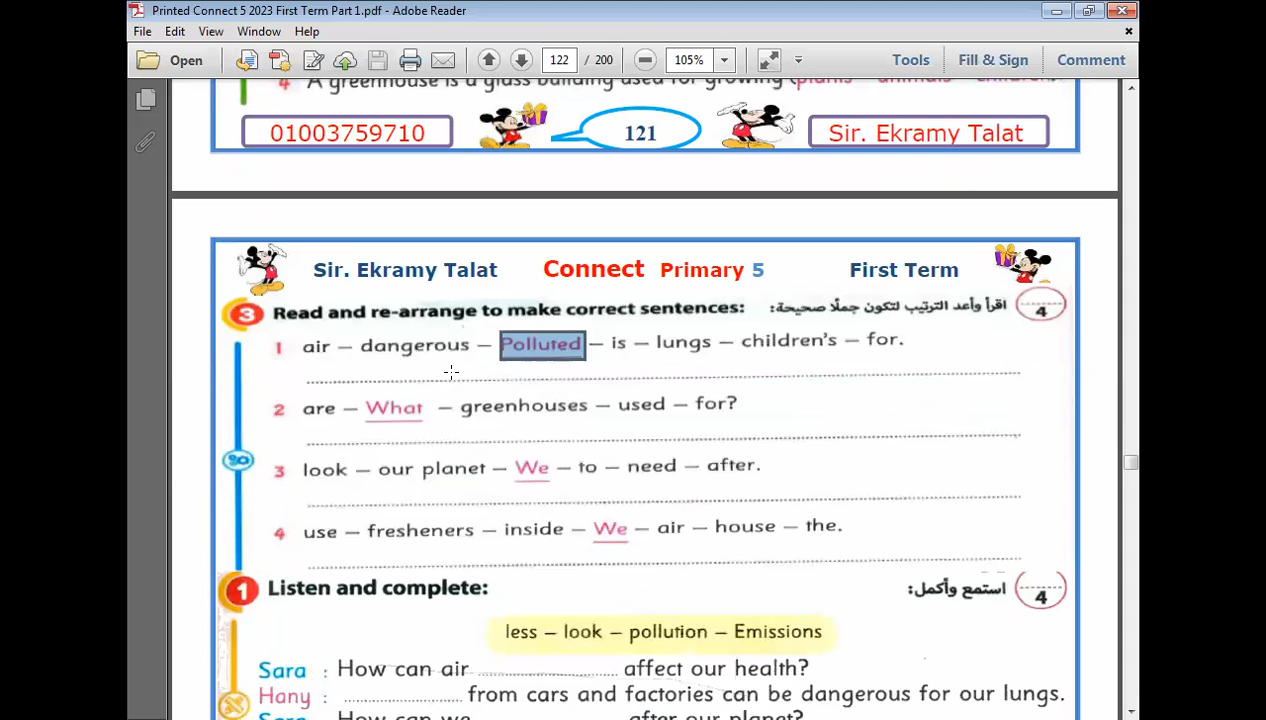 Printed Connect 5 2023 First Term Part 1.pdf - Adobe Reader
File Edit View Window Help
Open 122 / 200 105% Tools Fill & Sign Comment
4 A greenhouse is a glass building used for growing (plants - animals - children).
01003759710 121 Sir. Ekramy Talat
Sir. Ekramy Talat Connect Primary 5 First Term
3 Read and re-arrange to make correct sentences: اقرأ وأعد الترتيب لتكون جملًا صحيحة: 4
1 air – dangerous – Polluted – is – lungs – children's – for.
2 are – What – greenhouses – used – for?
3 look – our planet – We – to – need – after.
4 use – fresheners – inside – We – air – house – the.
1 Listen and complete: استمع وأكمل: 4
less – look – pollution – Emissions
Sara : How can air ............ affect our health?
Hany : ............ from cars and factories can be dangerous for our lungs.
Sara : How can we ............ after our planet?